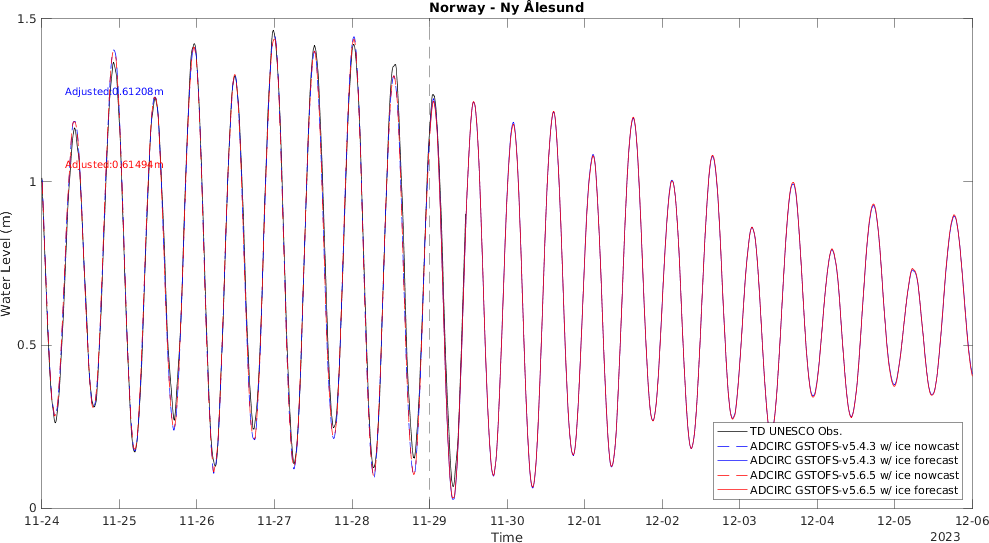 Norway - Ny Ålesund
1.5
Adjusted:0.61208m
Adjusted:0.61494m
1
Water Level (m)
0.5
TD UNESCO Obs.
ADCIRC GSTOFS-v5.4.3 w/ ice nowcast
ADCIRC GSTOFS-v5.4.3 w/ ice forecast
ADCIRC GSTOFS-v5.6.5 w/ ice nowcast
ADCIRC GSTOFS-v5.6.5 w/ ice forecast
0
11-24 11-25 11-26 11-27 11-28 11-29 11-30 12-01 12-02 12-03 12-04 12-05 12-06
Time
2023